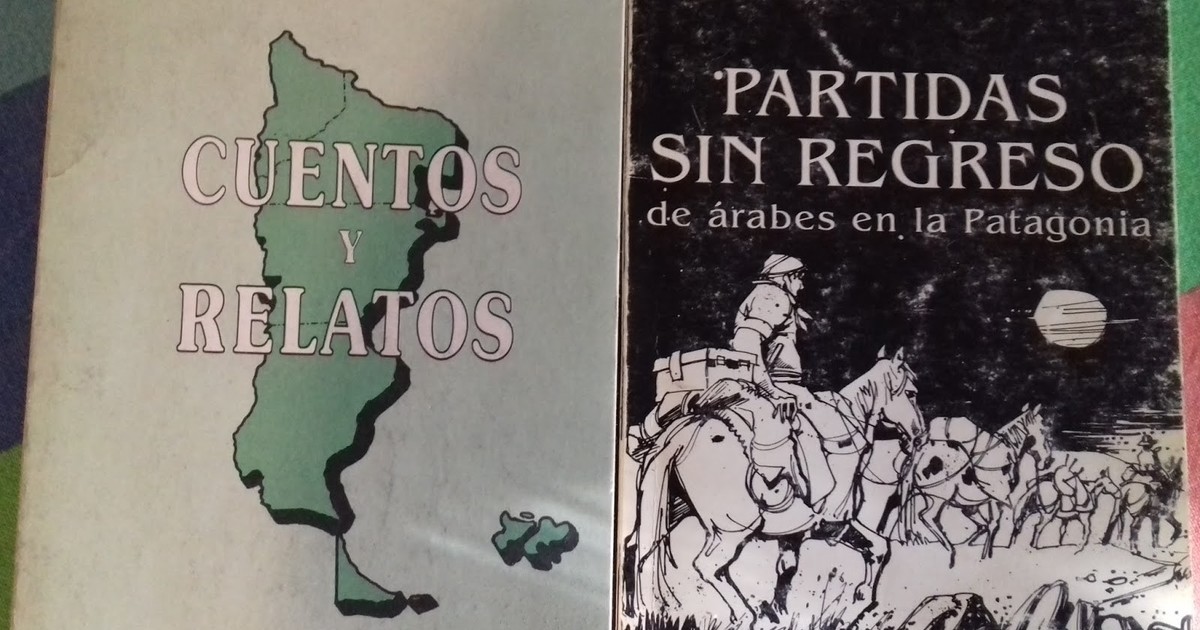 CUENTOS
Y
RELATOS
PARTIDAS
SIN REGRESO
de árabes en la Patagonia